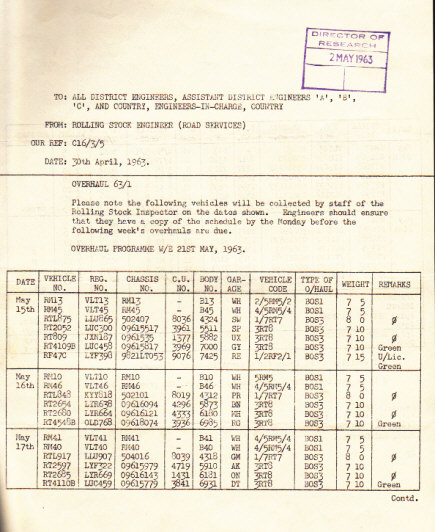 DIRECTOR OF
RESEARCH
2 MAY 1963
TO: ALL DISTRICT ENGINEERS, ASSISTANT DISTRICT ENGINEERS 'A', 'B',
'C', AND COUNTRY, ENGINEERS-IN-CHARGE, COUNTRY
FROM: ROLLING STOCK ENGINEER (ROAD SERVICES)
OUR REF: C16/3/5
DATE: 30th April, 1963.
OVERHAUL 63/1
Please note the following vehicles will be collected by staff of the
Rolling Stock Inspector on the dates shown. Engineers should ensure
that they have a copy of the schedule by the Monday before the
following week's overhauls are due.
OVERHAUL PROGRAMME W/E 21ST MAY, 1963.
DATE VEHICLE NO. REG. NO. CHASSIS NO. C.U. NO. BODY NO. GAR-AGE VEHICLE CODE TYPE OF O/HAUL WEIGHT REMARKS
May 15th
RM13 VLT13 RM13 - B13 WH 2/5RM5/2 BOS1 7 5
RM45 VLT45 RM45 - B45 WH 4/5RM5/4 BOS1 7 5
RTL875 LLU865 502407 8036 4324 SW 1/7RT7 BOS3 8 0 Ø
RT2052 LUC300 09615517 3961 5511 SP 3RT8 BOS3 7 10 Ø
RT809 JXN187 0961535 1377 5882 UX 3RT8 BOS3 7 10 Ø
RT4109B LUC458 09615817 3969 7000 GY 3RT8 BOS3 7 10 Green
RF470 LYF398 9821LT053 9076 7425 RE 1/2RF2/1 BOS3 7 15 U/Lic.
Green
May 16th
RM10 VLT10 RM10 - B10 WH 5RM5 BOS1 7 5
RM46 VLT46 RM46 - B46 WH 4/5RM5/4 BOS1 7 5
RTL848 KYY818 502101 8019 4312 PR 1/7RT7 BOS3 8 0 Ø
RT2654 LYR638 09616094 4296 5873 3RT8 BOS3 7 10
RT2680 LYR664 09616121 4333 6180 3RT8 BOS3 7 10 Ø
RT4545B OLD768 09618074 3936 6985 RG 3RT8 BOS3 7 10 Green
May 17th
RM41 VLT41 RM41 - B41 WH 4/5RM5/4 BOS1 7 5
RM40 VLT40 RM40 - B40 WH 4/5RM5/4 BOS1 7 5
RTL917 LLU907 504016 8039 4318 GM 1/7RT7 BOS3 8 0 Ø
RT2597 LYF322 09615979 4719 5910 AK 3RT8 BOS3 7 10
RT2685 LYR669 09616143 1431 6181 ON 3RT8 BOS3 7 10 Ø
RT4110B LUC459 09615779 3841 6931 DT 3RT8 BOS3 7 10 Green
Contd.